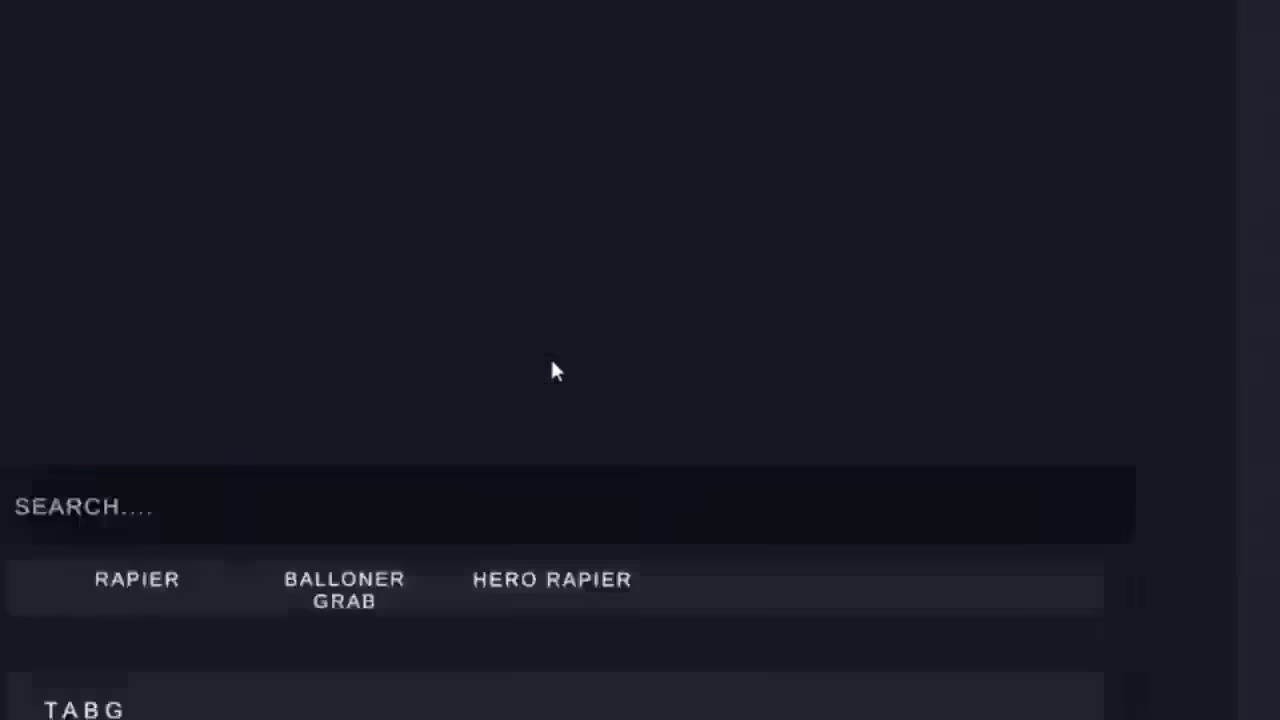 SEARCH....
RAPIER
BALLONER
GRAB
HERO RAPIER
TABG